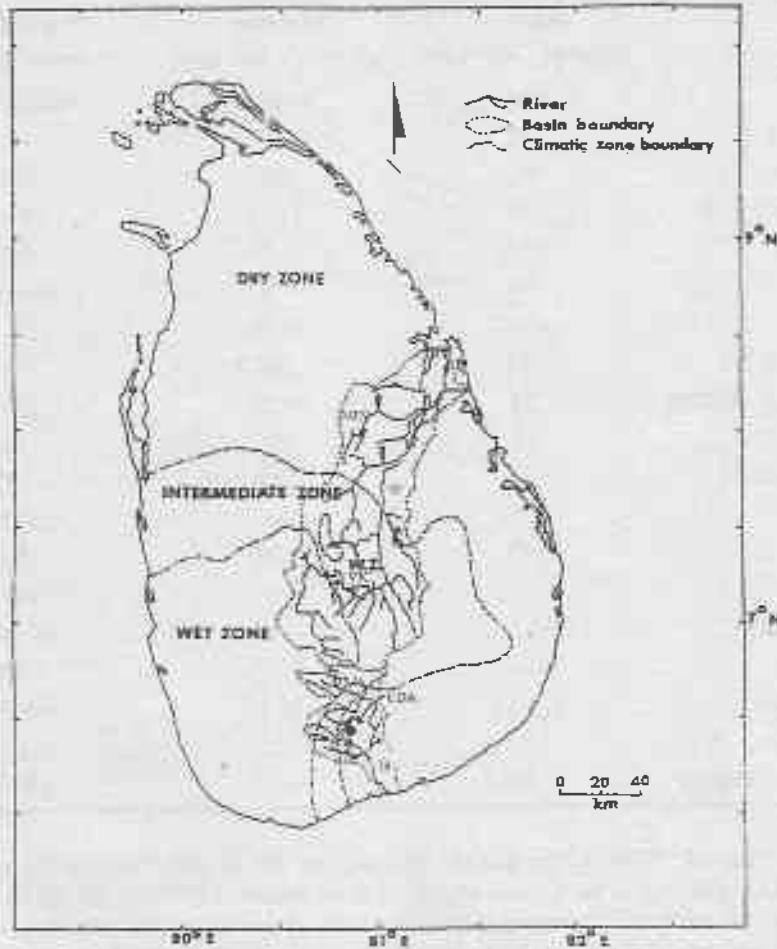 River
Basin boundary
Climatic zone boundary
9°N
DRY ZONE
INTERMEDIATE ZONE
7°N
WET ZONE
0 20 40
km
80°E 81°E 82°E